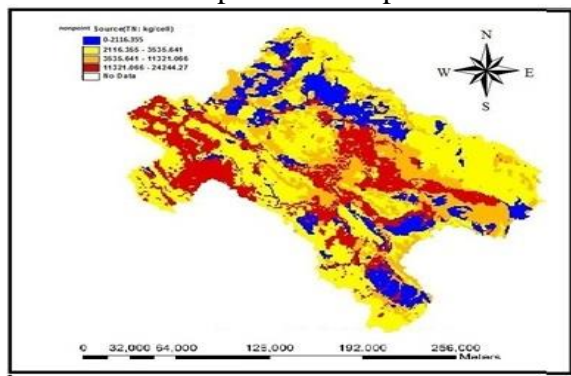 nonpoint Source(TN: kg/cell)
0-2116.355
2116.355 - 3535.641
3535.641 - 11321.066
11321.066 - 24244.27
No Data
N
W E
S
0 32,000 64,000 128,000 192,000 256,000
Meters